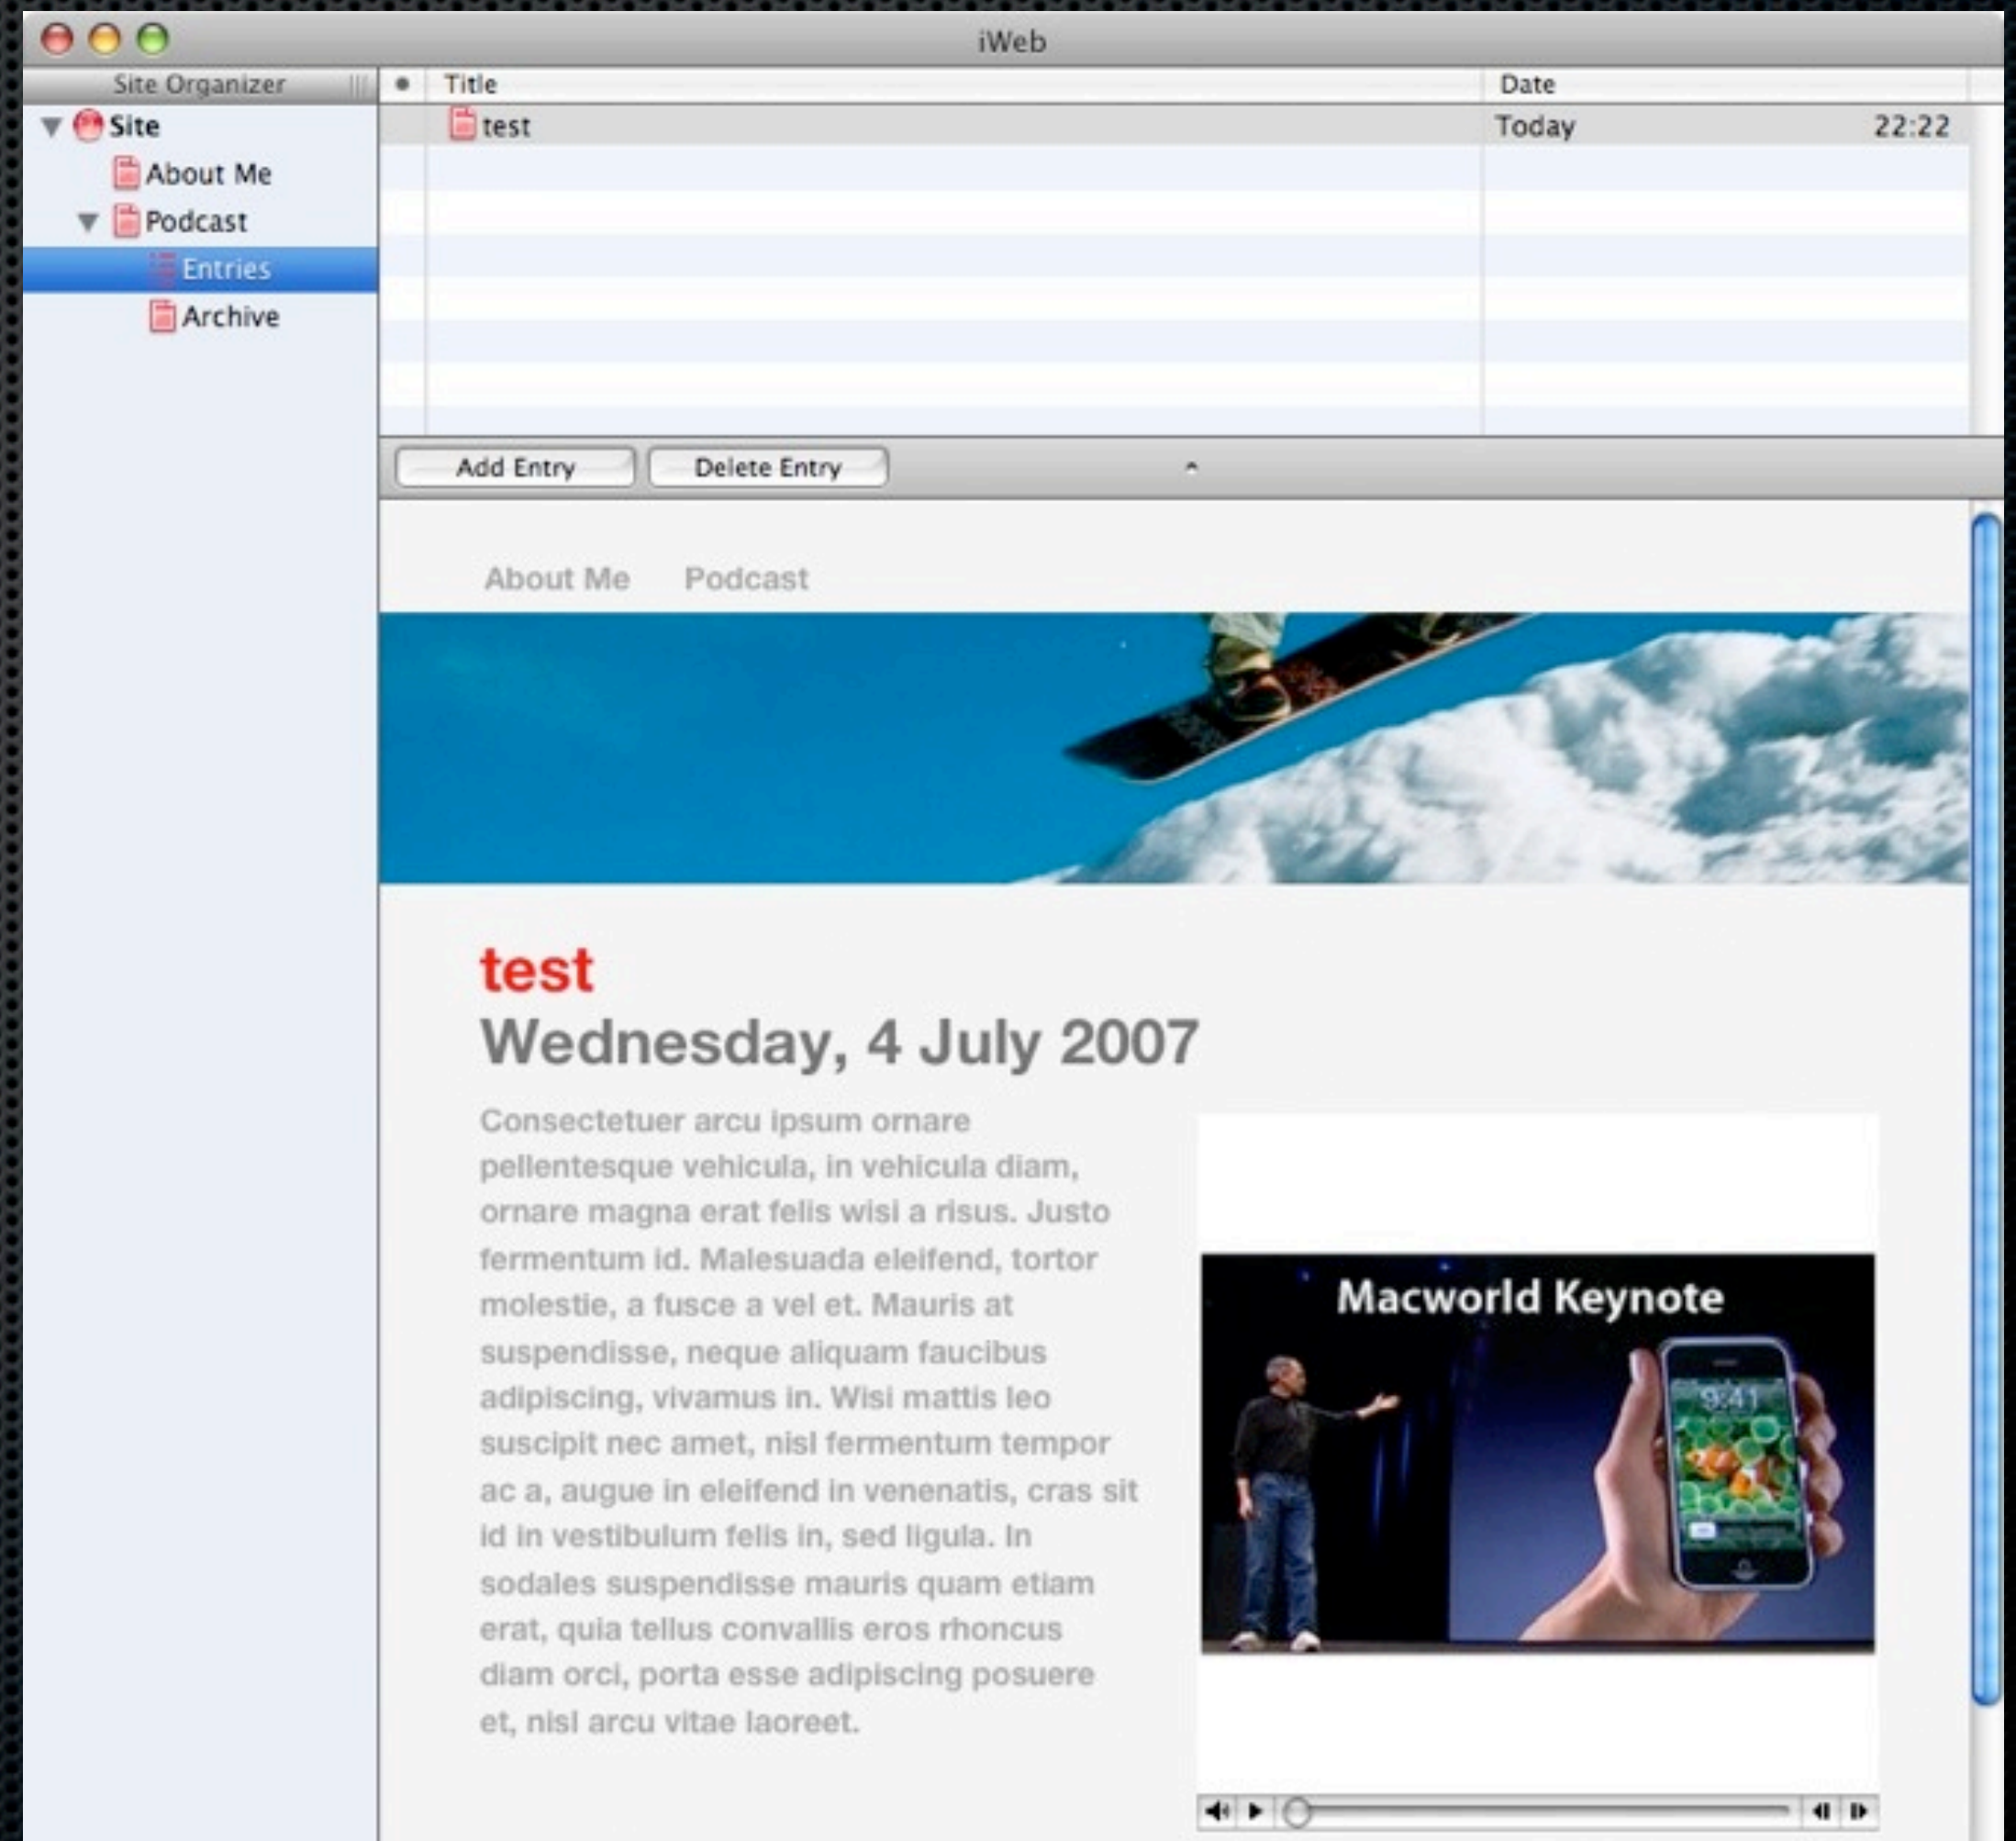 iWeb
Site Organizer
Title Date
Site
About Me
Podcast
Entries
Archive
test Today 22:22
Add Entry Delete Entry
About Me Podcast
test
Wednesday, 4 July 2007
Consectetuer arcu ipsum ornare
pellentesque vehicula, in vehicula diam,
ornare magna erat felis wisi a risus. Justo
fermentum id. Malesuada eleifend, tortor
molestie, a fusce a vel et. Mauris at
suspendisse, neque aliquam faucibus
adipiscing, vivamus in. Wisi mattis leo
suscipit nec amet, nisl fermentum tempor
ac a, augue in eleifend in venenatis, cras sit
id in vestibulum felis in, sed ligula. In
sodales suspendisse mauris quam etiam
erat, quia tellus convallis eros rhoncus
diam orci, porta esse adipiscing posuere
et, nisl arcu vitae laoreet.
Macworld Keynote
9:41